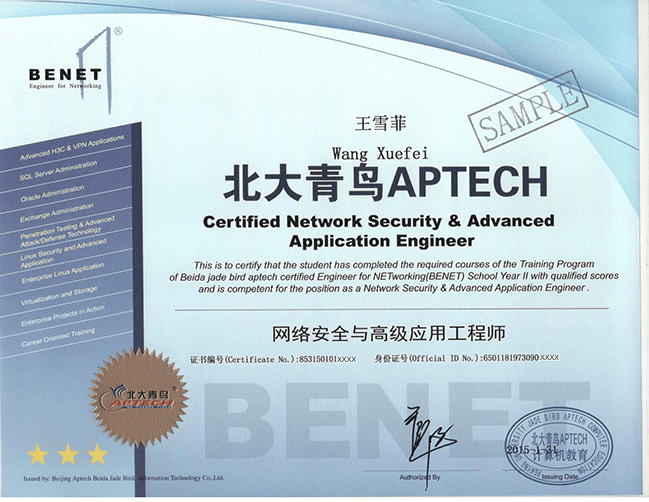 BENET
®
Engineer for Networking
SAMPLE
王雪菲
Wang Xuefei
北大青鸟APTECH
Certified Network Security & Advanced
Application Engineer
This is to certify that the student has completed the required courses of the Training Program
of Beida jade bird aptech certified Engineer for NETworking(BENET) School Year II with qualified scores
and is competent for the position as a Network Security & Advanced Application Engineer .
Advanced H3C & VPN Applications
SQL Server Administration
Oracle Administration
Exchange Administration
Penetration Testing & Advanced
Attack/Defense Technology
Linux Security and Advanced
Application
Enterprise Linux Application
Virtualization and Storage
Enterprise Projects in Action
Career Oriented Training
网络安全与高级应用工程师
证书编号(Certificate No.):853150101XXXX 身份证号(Official ID No.):6501181973090XXXX
BENET
北大青鸟
APTECH
PEKING UNIVERSITY JADE BIRD APTECH COMPUTER EDUCATION
北大青鸟APTECH
2015-1-31
计算机教育
Authorized By
Issuing Date
Issued by: Beijing Aptech Beida Jade Bird Information Technology Co.,Ltd.